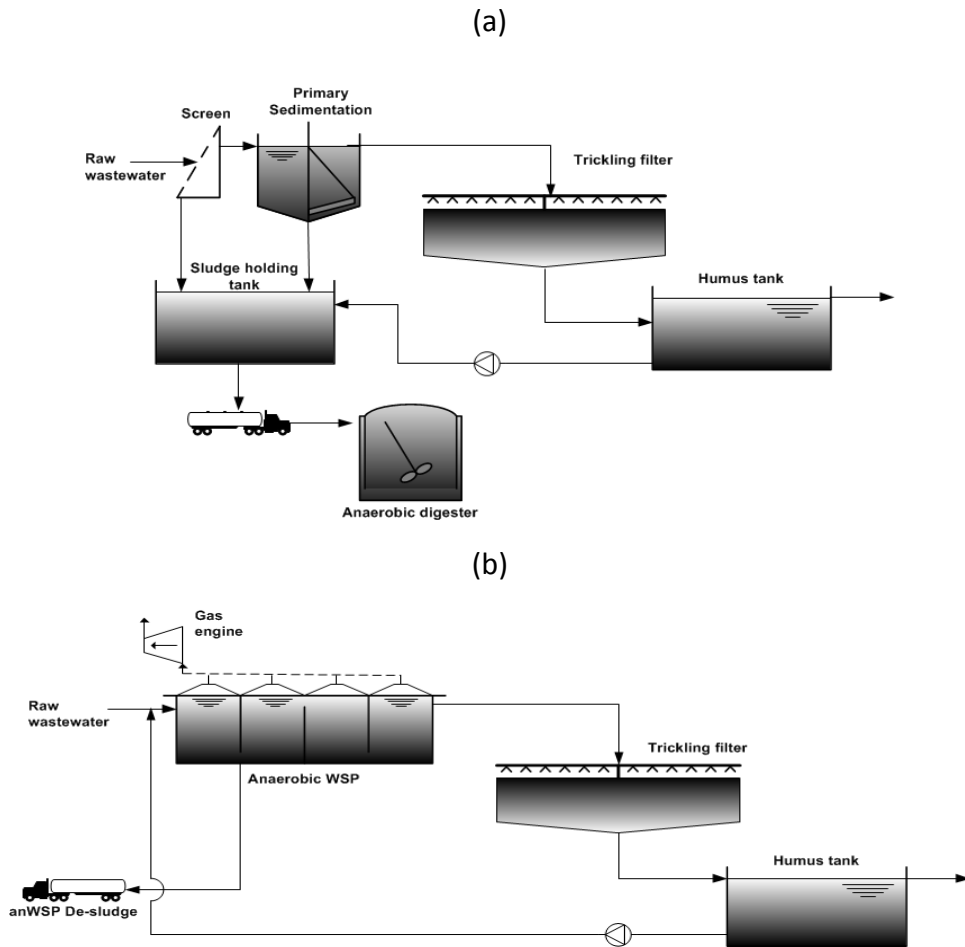 (a)
Primary
Sedimentation
Screen
Raw
wastewater
Trickling filter
Sludge holding
tank
Humus tank
Anaerobic digester
(b)
Gas
engine
Raw
wastewater
Anaerobic WSP
Trickling filter
Humus tank
anWSP De-sludge